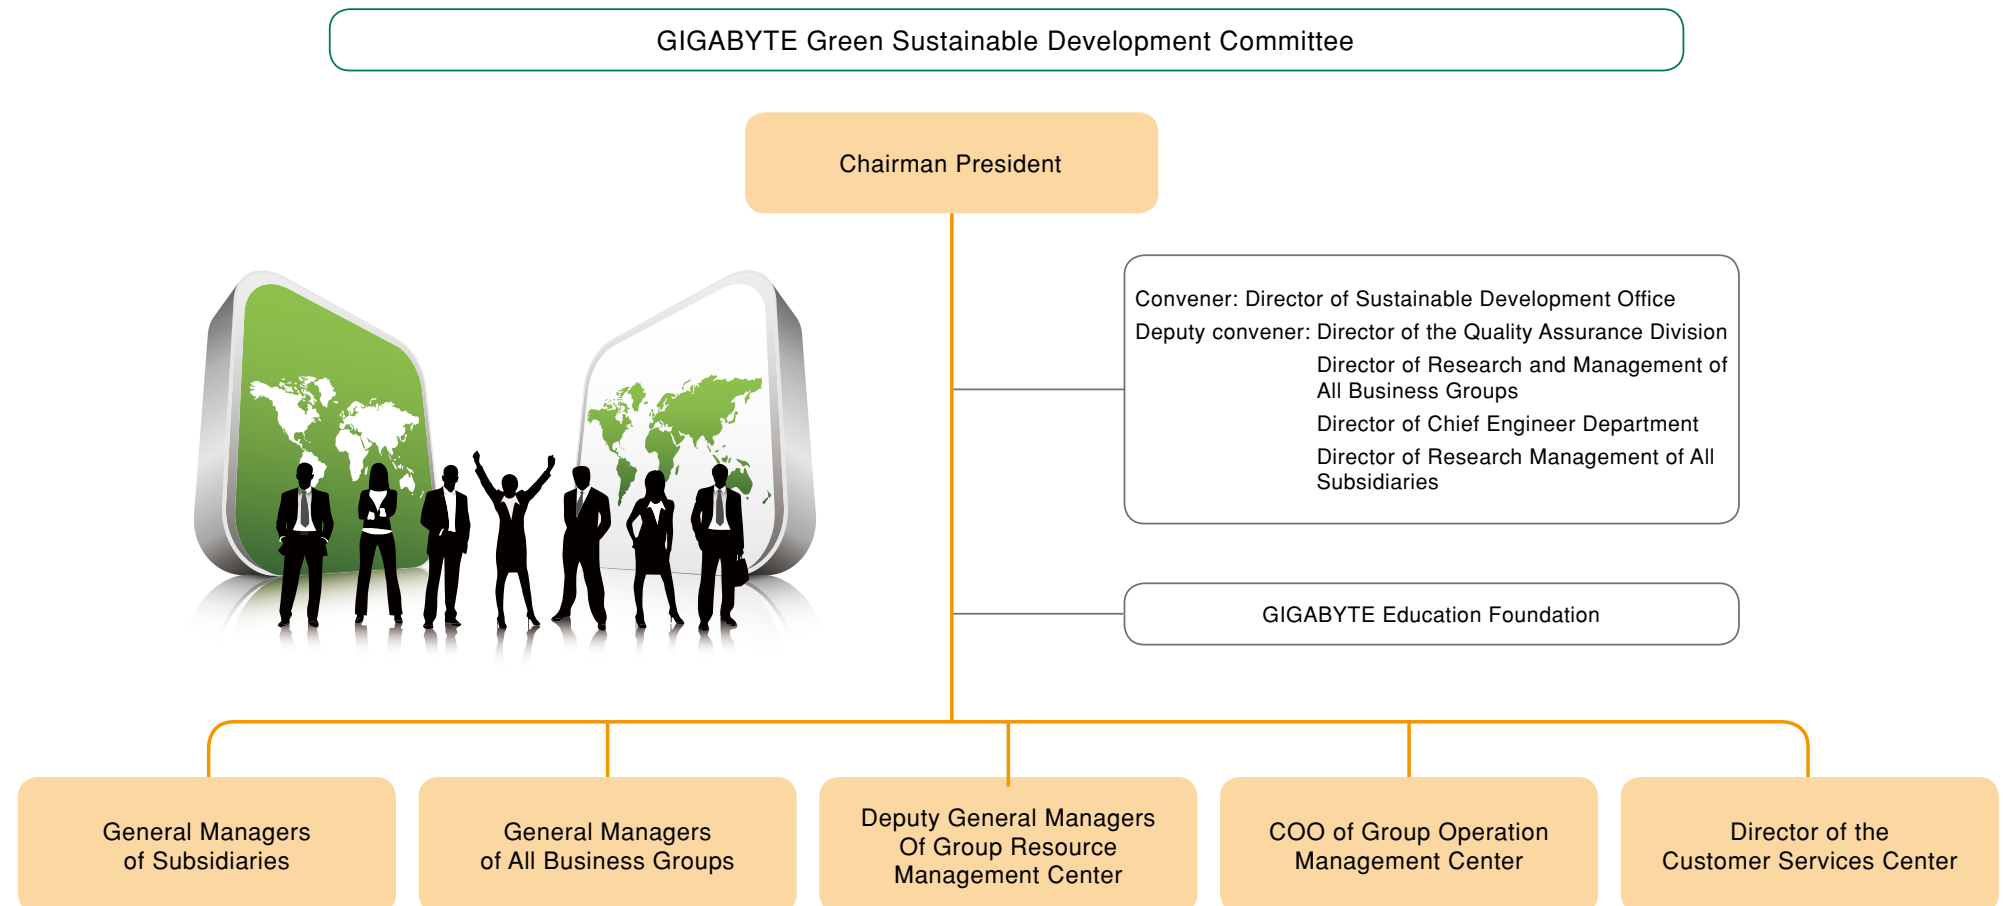 GIGABYTE Green Sustainable Development Committee
Chairman President
Convener: Director of Sustainable Development Office
Deputy convener: Director of the Quality Assurance Division
Director of Research and Management of
All Business Groups
Director of Chief Engineer Department
Director of Research Management of All
Subsidiaries
GIGABYTE Education Foundation
General Managers
of Subsidiaries
General Managers
of All Business Groups
Deputy General Managers
Of Group Resource
Management Center
COO of Group Operation
Management Center
Director of the
Customer Services Center